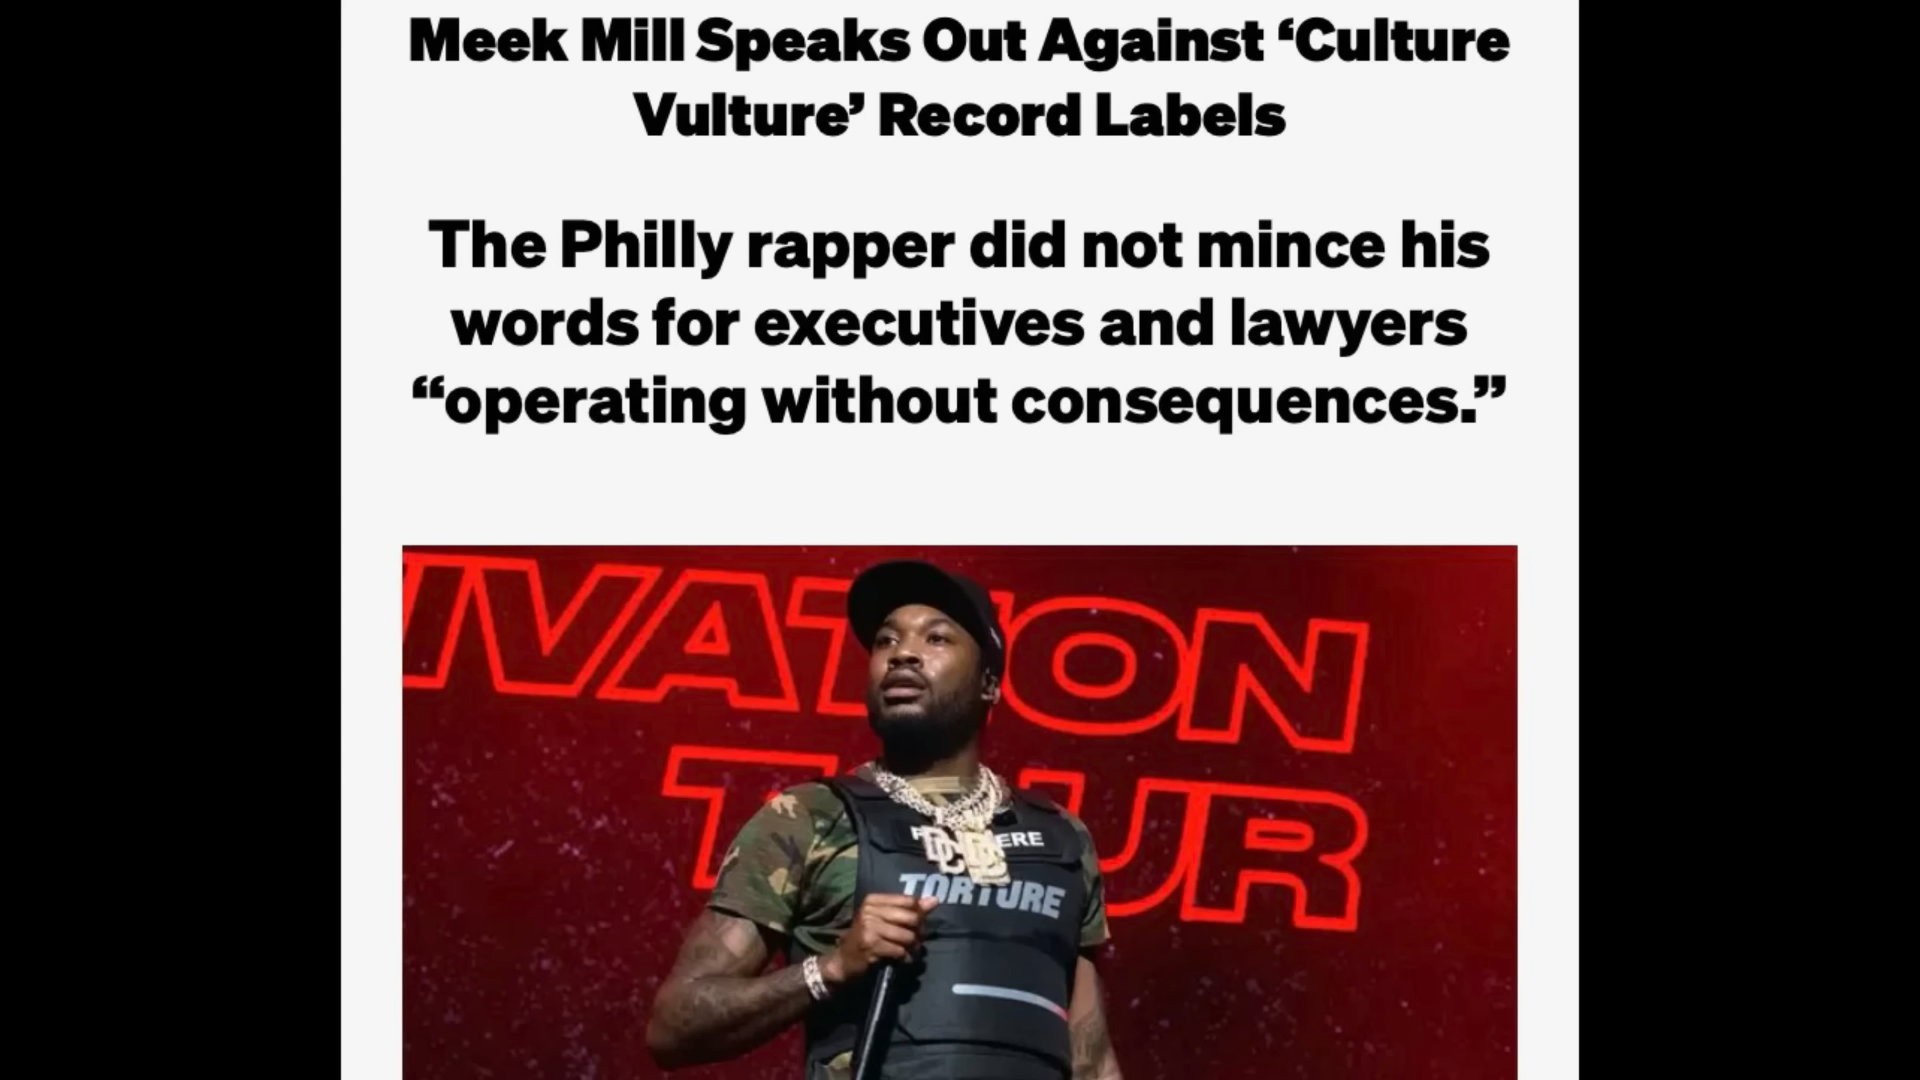 Meek Mill Speaks Out Against ‘Culture
Vulture’ Record Labels
The Philly rapper did not mince his
words for executives and lawyers
“operating without consequences.”
TORTURE